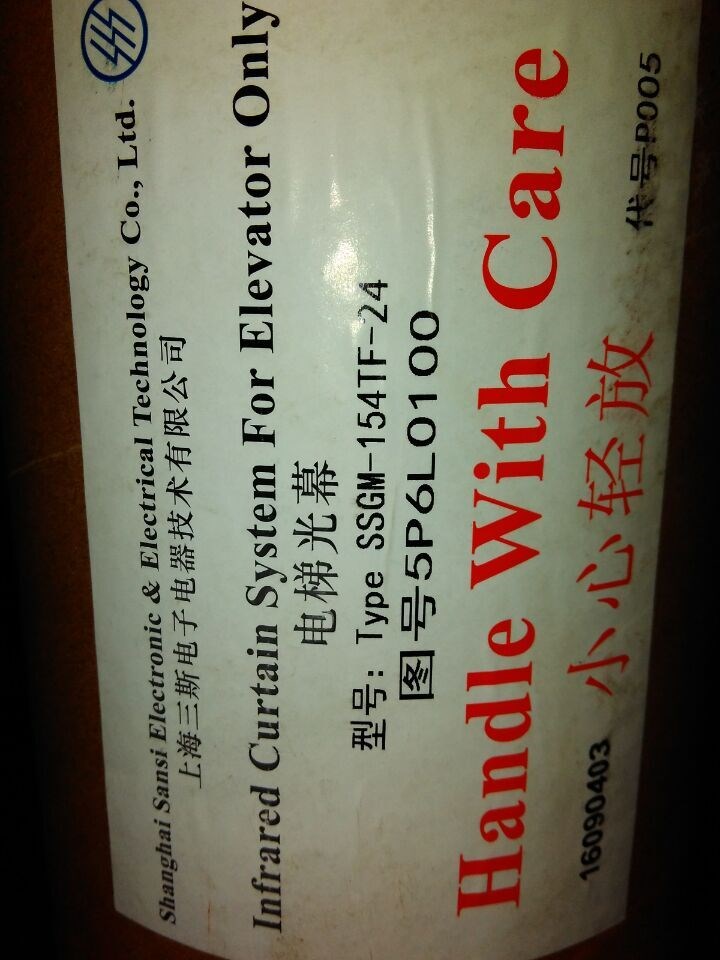 Shanghai Sansi Electronic & Electrical Technology Co., Ltd.
上海三斯电子电器技术有限公司
Infrared Curtain System For Elevator Only
电梯光幕
型号: Type SSGM-154TF-24
图号5P6L0100
Handle With Care
小心轻放
16090403 代号P005